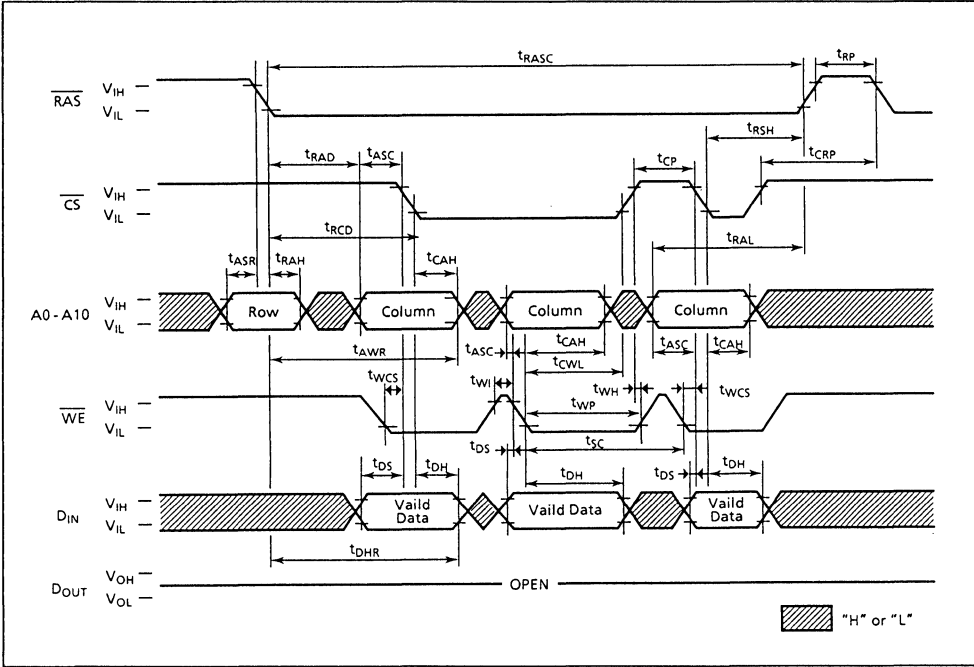 tRASC
tRP
RAS
VIH
VIL
tRSH
tCRP
tRAD
tASC
tCP
CS
VIH
VIL
tRCD
tRAL
tASR
tRAH
tCAH
A0 - A10
VIH
VIL
Row
Column
Column
Column
tAWR
tASC
tCAH
tASC
tCAH
tCWL
tWCS
tWI
tWH
tWCS
WE
VIH
VIL
tWP
tSC
tDS
tDS
tDH
tDH
tDS
tDH
DIN
VIH
VIL
Vaild
Data
Vaild Data
Vaild
Data
tDHR
DOUT
VOH
VOL
OPEN
"H" or "L"